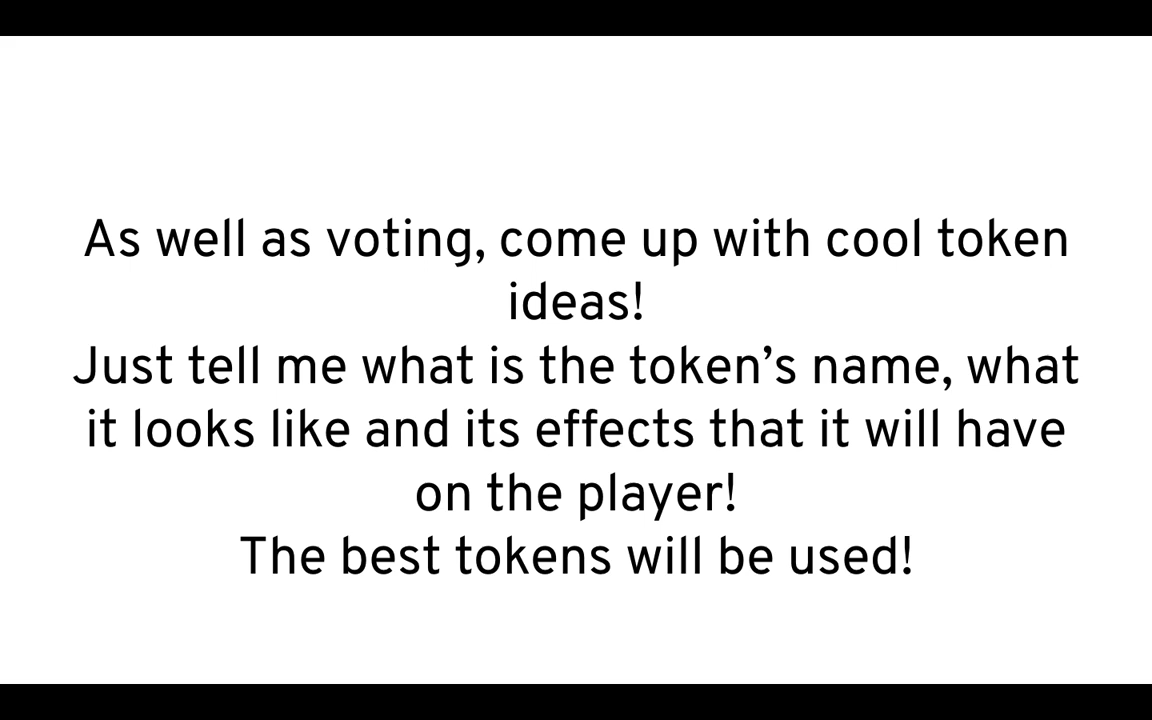 As well as voting, come up with cool token
ideas!
Just tell me what is the token’s name, what
it looks like and its effects that it will have
on the player!
The best tokens will be used!